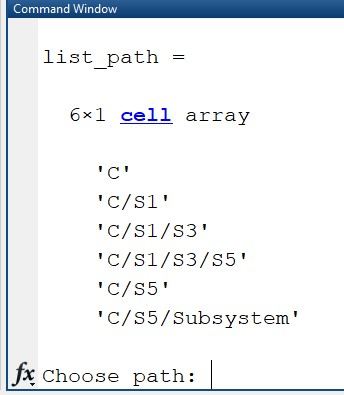 Command Window
list_path =
6×1 cell array
'C'
'C/S1'
'C/S1/S3'
'C/S1/S3/S5'
'C/S5'
'C/S5/Subsystem'
fx Choose path: